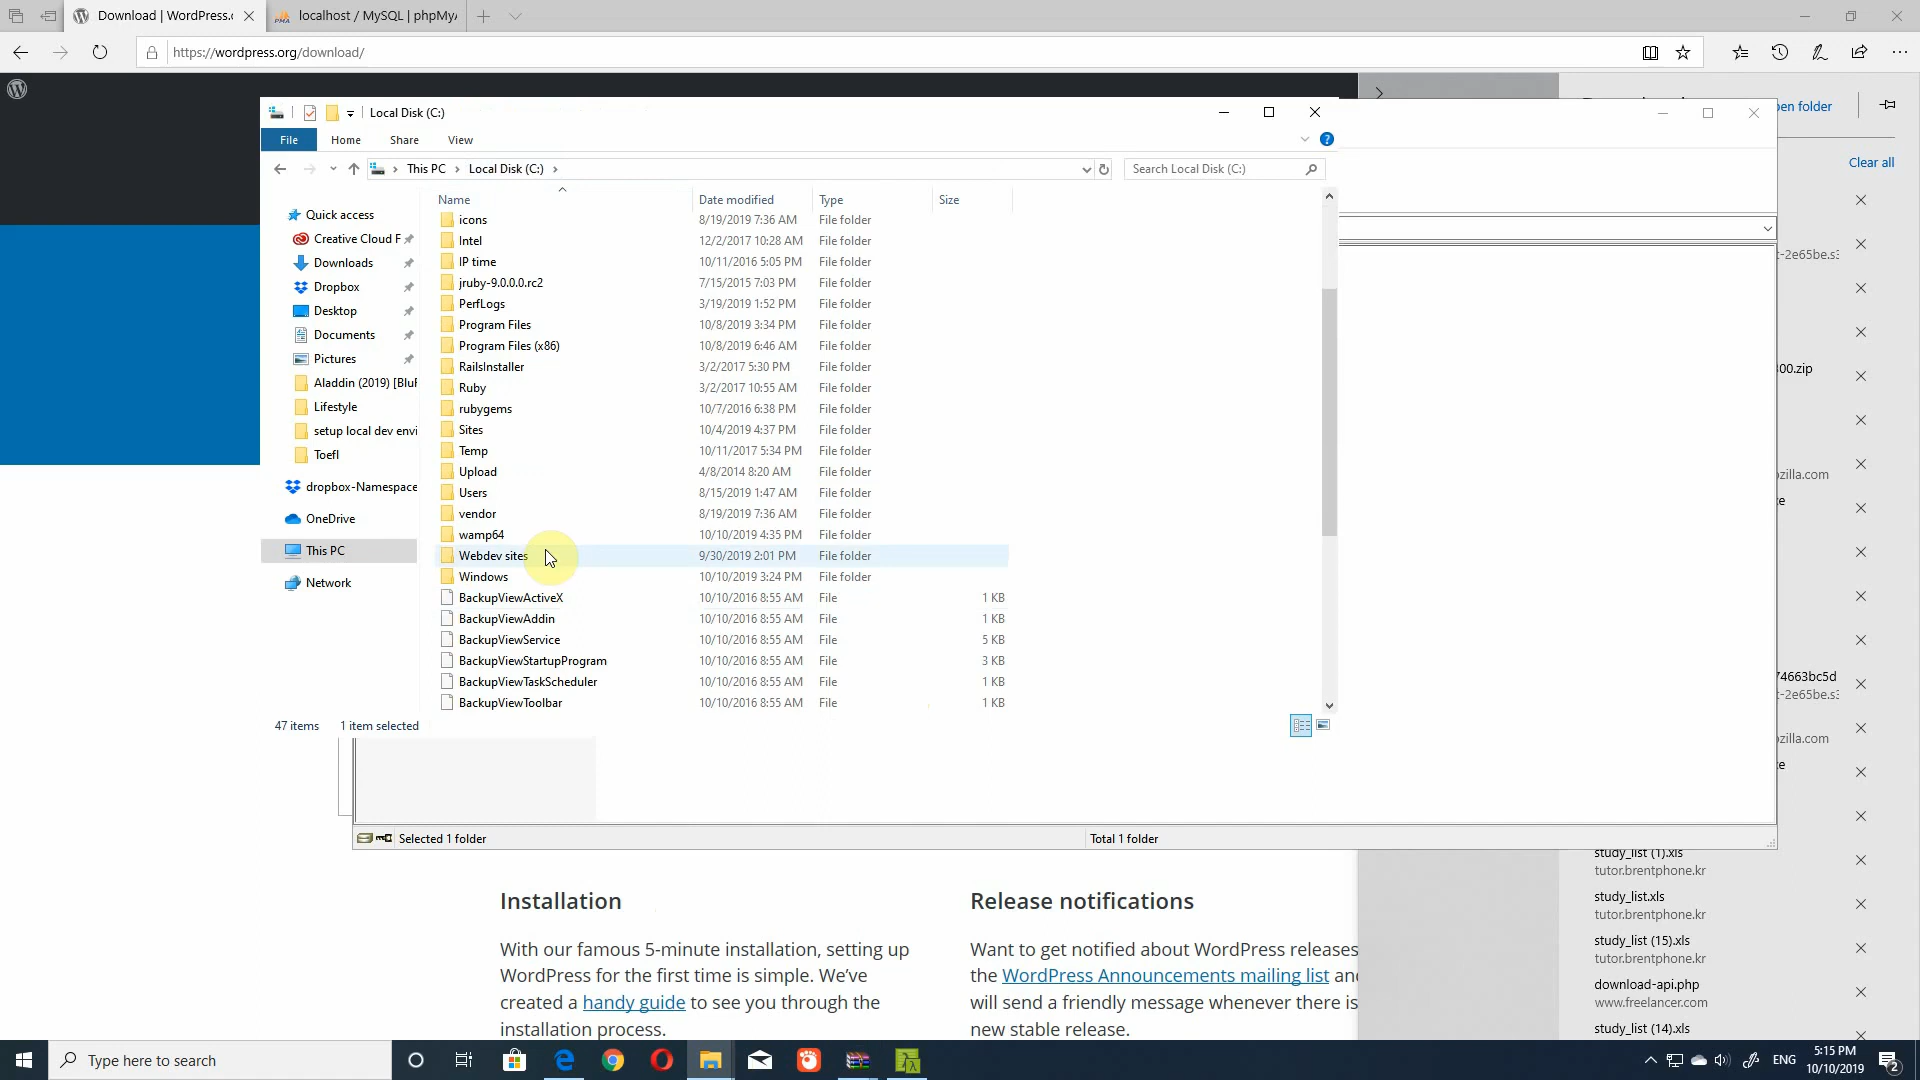 Download | WordPress.c
localhost / MySQL | phpMyA
https://wordpress.org/download/
Local Disk (C:)
File
Home
Share
View
This PC > Local Disk (C:) >
Search Local Disk (C:)
Open folder
Clear all
Quick access
Creative Cloud F
Downloads
Dropbox
Desktop
Documents
Pictures
Aladdin (2019) [BluF
Lifestyle
setup local dev envi
Toefl
dropbox-Namespace
OneDrive
This PC
Network
Name Date modified Type Size
icons 8/19/2019 7:36 AM File folder
Intel 12/2/2017 10:28 AM File folder
IP time 10/11/2016 5:05 PM File folder
jruby-9.0.0.0.rc2 7/15/2015 7:03 PM File folder
PerfLogs 3/19/2019 1:52 PM File folder
Program Files 10/8/2019 3:34 PM File folder
Program Files (x86) 10/8/2019 6:46 AM File folder
RailsInstaller 3/2/2017 5:30 PM File folder
Ruby 3/2/2017 10:55 AM File folder
rubygems 10/7/2016 6:38 PM File folder
Sites 10/4/2019 4:37 PM File folder
Temp 10/11/2017 5:34 PM File folder
Upload 4/8/2014 8:20 AM File folder
Users 8/15/2019 1:47 AM File folder
vendor 8/19/2019 7:36 AM File folder
wamp64 10/10/2019 4:35 PM File folder
Webdev sites 9/30/2019 2:01 PM File folder
Windows 10/10/2019 3:24 PM File folder
BackupViewActiveX 10/10/2016 8:55 AM File 1 KB
BackupViewAddin 10/10/2016 8:55 AM File 1 KB
BackupViewService 10/10/2016 8:55 AM File 5 KB
BackupViewStartupProgram 10/10/2016 8:55 AM File 3 KB
BackupViewTaskScheduler 10/10/2016 8:55 AM File 1 KB
BackupViewToolbar 10/10/2016 8:55 AM File 1 KB
47 items 1 item selected
t-2e65be.s3
300.zip
ozilla.com
e
74663bc5d
t-2e65be.s3
ozilla.com
e
Selected 1 folder
Total 1 folder
study_list (1).xls
tutor.brentphone.kr
study_list.xls
tutor.brentphone.kr
study_list (15).xls
tutor.brentphone.kr
download-api.php
www.freelancer.com
study_list (14).xls
Installation
With our famous 5-minute installation, setting up
WordPress for the first time is simple. We've
created a handy guide to see you through the
installation process.
Release notifications
Want to get notified about WordPress releases
the WordPress Announcements mailing list and
will send a friendly message whenever there is
new stable release.
Type here to search
ENG
5:15 PM
10/10/2019
2